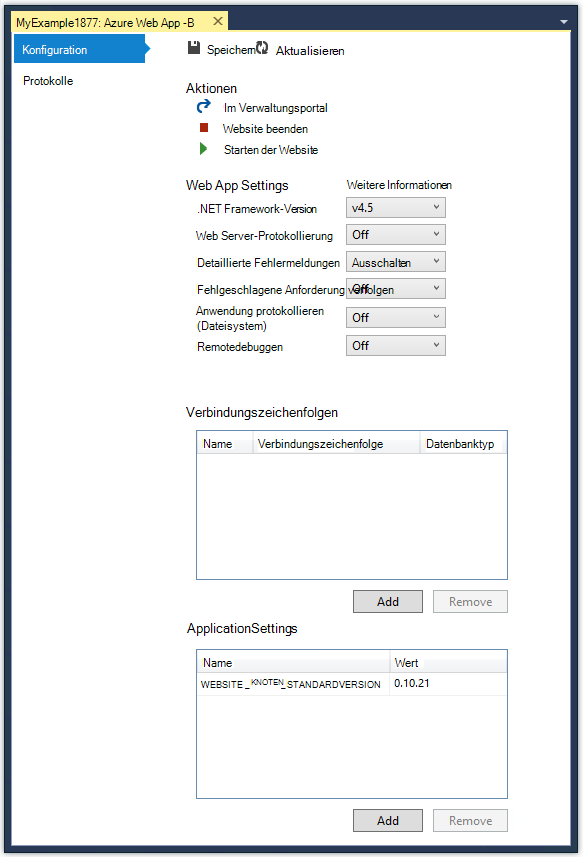 MyExample1877: Azure Web App -B
Konfiguration
Speichern Aktualisieren
Protokolle
Aktionen
Im Verwaltungsportal
Website beenden
Starten der Website
Web App Settings Weitere Informationen
.NET Framework-Version v4.5
Web Server-Protokollierung Off
Detaillierte Fehlermeldungen Ausschalten
Fehlgeschlagene Anforderung verfolgen Off
Anwendung protokollieren
(Dateisystem) Off
Remotedebuggen Off
Verbindungszeichenfolgen
Name Verbindungszeichenfolge Datenbanktyp
Add Remove
ApplicationSettings
Name Wert
WEBSITE_KNOTEN_STANDARDVERSION 0.10.21
Add Remove